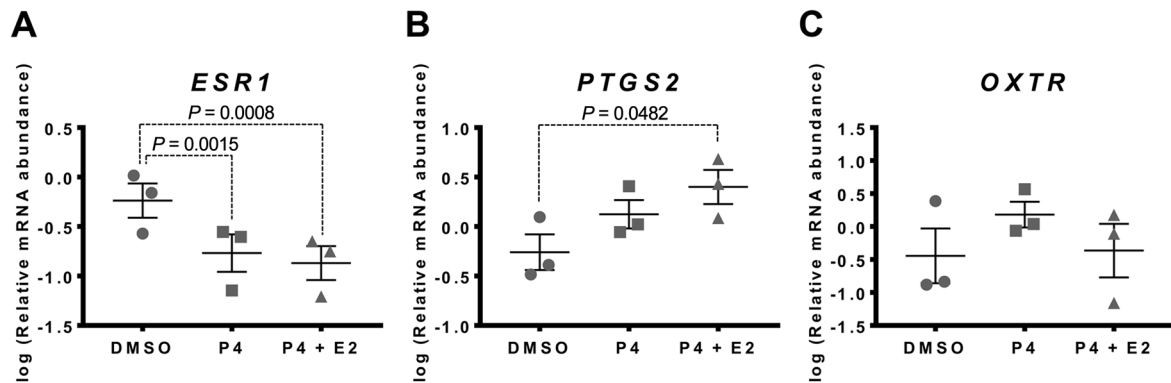 A
ESR1
log (Relative mRNA abundance)
P = 0.0008
P = 0.0015
0.5
0.0
-0.5
-1.0
-1.5
DMSO P4 P4 + E2
B
PTGS2
log (Relative mRNA abundance)
P = 0.0482
1.0
0.5
0.0
-0.5
-1.0
DMSO P4 P4 + E2
C
OXTR
log (Relative mRNA abundance)
1.5
1.0
0.5
0.0
-0.5
-1.0
-1.5
DMSO P4 P4 + E2